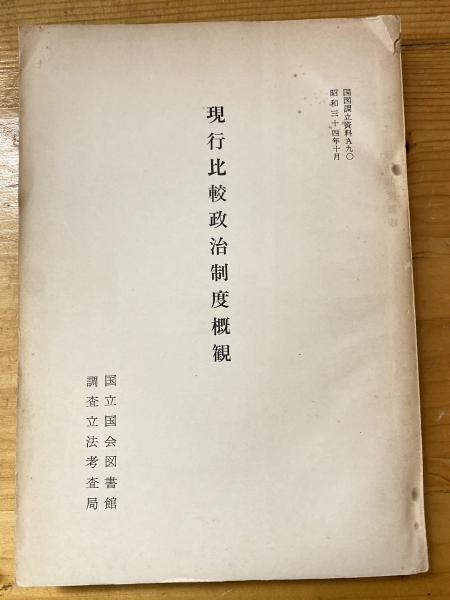 国図調立資料A九〇
昭和三十四年十月
現行比較政治制度概観
国立国会図書館
調査立法考査局